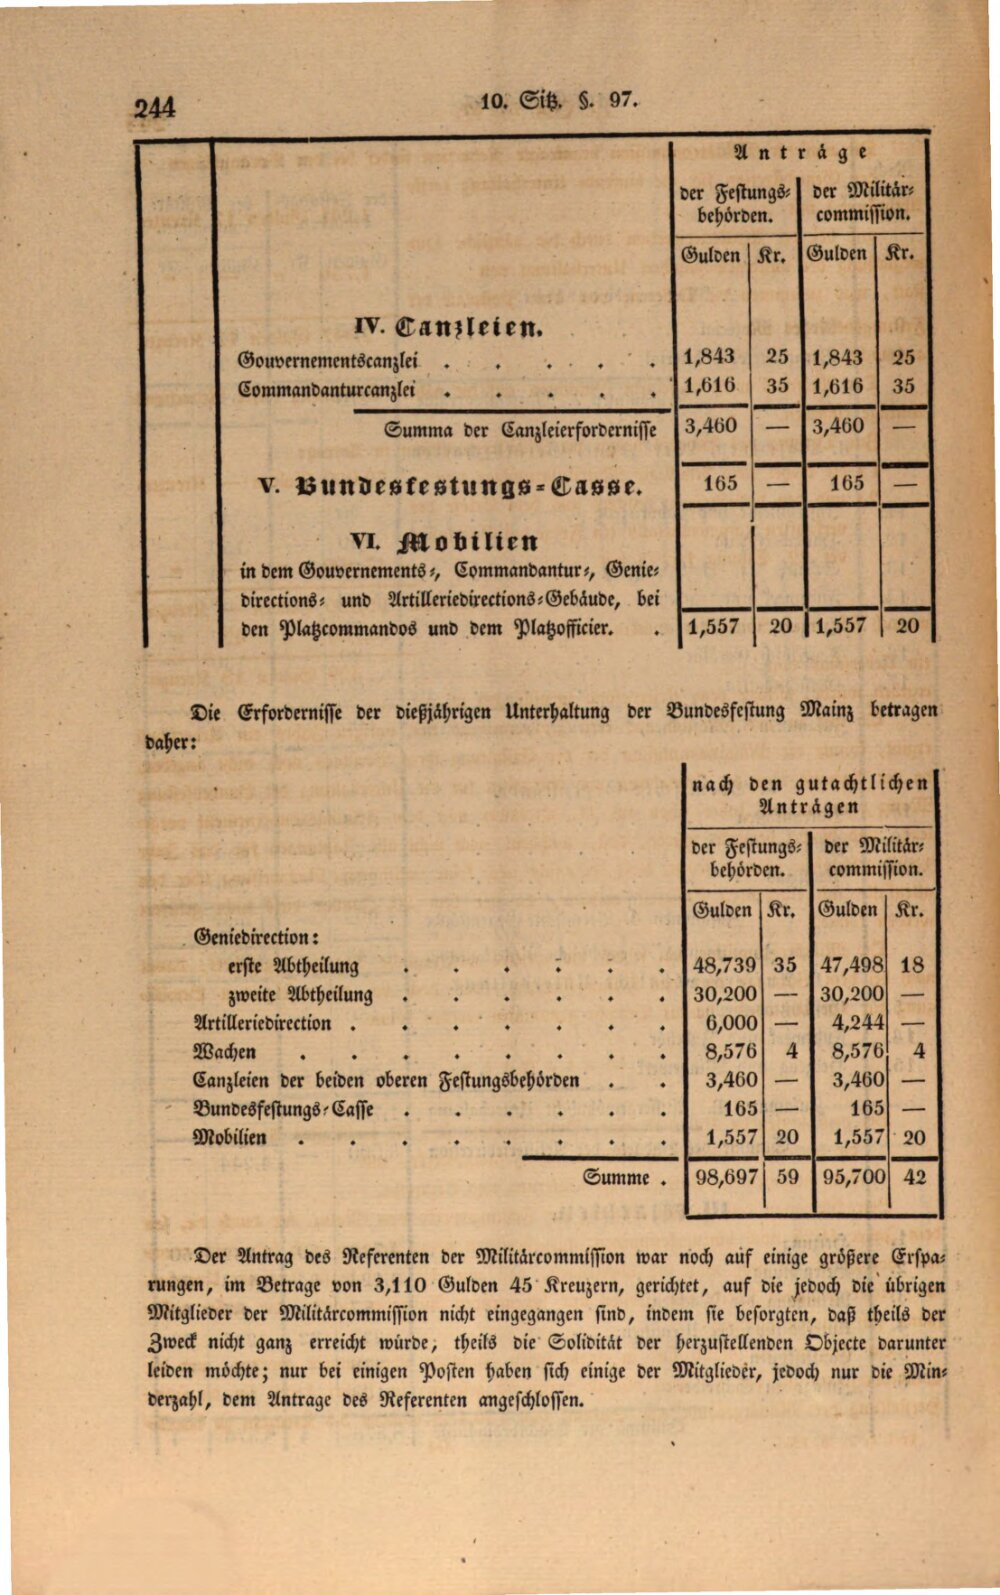 244
10. Sitz. §. 97.
Anträge
der Festungs- der Militär-
behörden. commission.
Gulden Kr. Gulden Kr.
IV. Canzleien.
Gouvernementscanzlei . . . . . 1,843 25 1,843 25
Commandanturcanzlei . . . . . 1,616 35 1,616 35
Summa der Canzleierfordernisse 3,460 — 3,460 —
V. Bundesfestungs-Casse. 165 — 165 —
VI. Mobilien
in dem Gouvernements-, Commandantur-, Genie-
directions- und Artilleriedirections-Gebäude, bei
den Platzcommandos und dem Platzofficier. . 1,557 20 1,557 20
Die Erfordernisse der dießjährigen Unterhaltung der Bundesfestung Mainz betragen
daher:
nach den gutachtlichen
Anträgen
der Festungs- der Militär-
behörden. commission.
Gulden Kr. Gulden Kr.
Geniedirection:
erste Abtheilung . . . . . . 48,739 35 47,498 18
zweite Abtheilung . . . . . . 30,200 — 30,200 —
Artilleriedirection . . . . . . . 6,000 — 4,244 —
Wachen . . . . . . . . 8,576 4 8,576 4
Canzleien der beiden oberen Festungsbehörden . . 3,460 — 3,460 —
Bundesfestungs-Casse . . . . . . 165 — 165 —
Mobilien . . . . . . . . 1,557 20 1,557 20
Summe . 98,697 59 95,700 42
Der Antrag des Referenten der Militärcommission war noch auf einige größere Erspa-
rungen, im Betrage von 3,110 Gulden 45 Kreuzern, gerichtet, auf die jedoch die übrigen
Mitglieder der Militärcommission nicht eingegangen sind, indem sie besorgten, daß theils der
Zweck nicht ganz erreicht würde, theils die Solidität der herzustellenden Objecte darunter
leiden möchte; nur bei einigen Posten haben sich einige der Mitglieder, jedoch nur die Min-
derzahl, dem Antrage des Referenten angeschlossen.